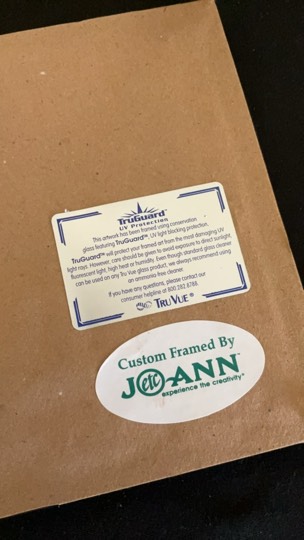 TruGuard™
UV Protection
This artwork has been framed using conservation
glass featuring TruGuard™ UV light blocking protection.
TruGuard™ will protect your framed art from the most damaging UV
light rays. However, care should be given to avoid exposure to direct sunlight,
fluorescent light, high heat or humidity. Even though standard glass cleaner
can be used on any Tru Vue glass product, we always recommend using
an ammonia free cleaner.
If you have any questions, please contact our
consumer helpline at 800.282.8788.
TRU VUE®
Custom Framed By
JO-ANN™
etc
experience the creativity®